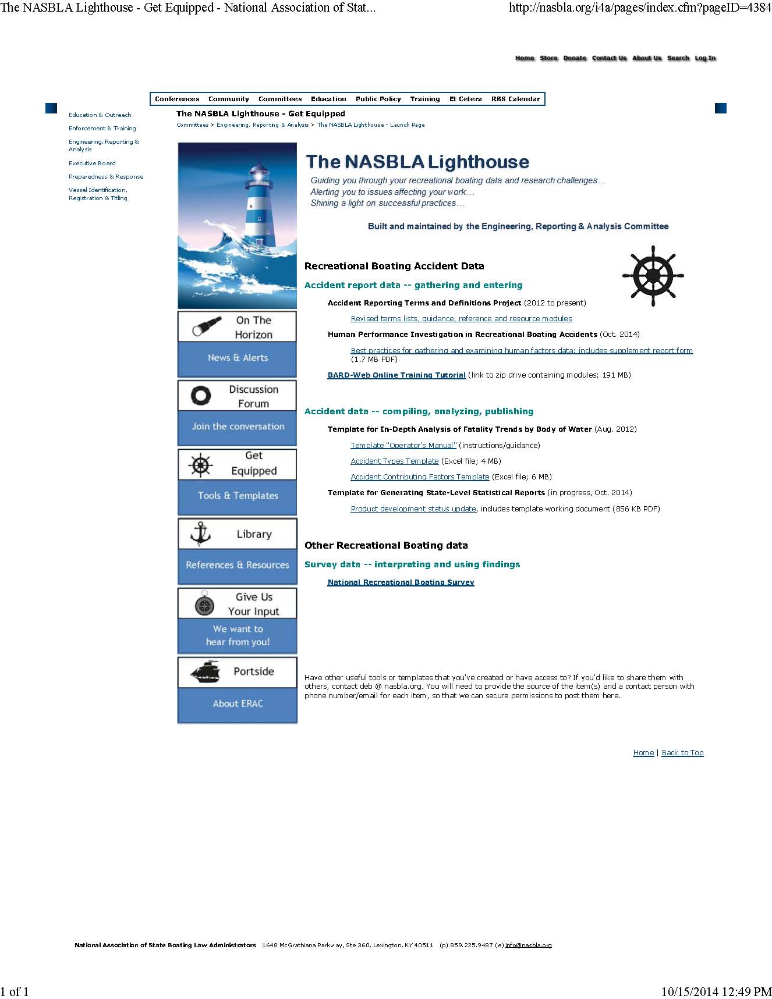 The NASBLA Lighthouse - Get Equipped - National Association of Stat...
http://nasbla.org/i4a/pages/index.cfm?pageID=4384
Home Store Donate Contact Us About Us Search Log In
Conferences Community Committees Education Public Policy Training Et Cetera RBS Calendar
Education & Outreach
Enforcement & Training
Engineering, Reporting &
Analysis
Executive Board
Preparedness & Response
Vessel Identification,
Registration & Titling
The NASBLA Lighthouse - Get Equipped
Committees > Engineering, Reporting & Analysis > The NASBLA Lighthouse - Launch Page
The NASBLA Lighthouse
Guiding you through your recreational boating data and research challenges…
Alerting you to issues affecting your work…
Shining a light on successful practices…
Built and maintained by the Engineering, Reporting & Analysis Committee
On The
Horizon
News & Alerts
Discussion
Forum
Join the conversation
Get
Equipped
Tools & Templates
Library
References & Resources
Give Us
Your Input
We want to
hear from you!
Portside
About ERAC
Recreational Boating Accident Data
Accident report data -- gathering and entering
Accident Reporting Terms and Definitions Project (2012 to present)
Revised terms lists, guidance, reference and resource modules
Human Performance Investigation in Recreational Boating Accidents (Oct. 2014)
Best practices for gathering and examining human factors data; includes supplement report form
(1.7 MB PDF)
BARD-Web Online Training Tutorial (link to zip drive containing modules; 191 MB)
Accident data -- compiling, analyzing, publishing
Template for In-Depth Analysis of Fatality Trends by Body of Water (Aug. 2012)
Template "Operator's Manual" (instructions/guidance)
Accident Types Template (Excel file; 4 MB)
Accident Contributing Factors Template (Excel file; 6 MB)
Template for Generating State-Level Statistical Reports (in progress, Oct. 2014)
Product development status update, includes template working document (856 KB PDF)
Other Recreational Boating data
Survey data -- interpreting and using findings
National Recreational Boating Survey
Have other useful tools or templates that you've created or have access to? If you'd like to share them with
others, contact deb @ nasbla.org. You will need to provide the source of the item(s) and a contact person with
phone number/email for each item, so that we can secure permissions to post them here.
Home | Back to Top
National Association of State Boating Law Administrators 1648 McGrathiana Parkway, Ste 360, Lexington, KY 40511 (p) 859.225.9487 (e) info@nasbla.org
1 of 1
10/15/2014 12:49 PM